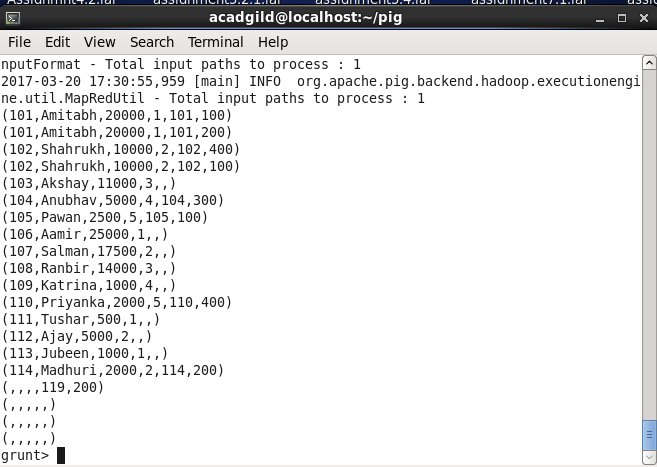 acadgild@localhost:~/pig
File Edit View Search Terminal Help
nputFormat - Total input paths to process : 1
2017-03-20 17:30:55,959 [main] INFO  org.apache.pig.backend.hadoop.executionengi
ne.util.MapRedUtil - Total input paths to process : 1
(101,Amitabh,20000,1,101,100)
(101,Amitabh,20000,1,101,200)
(102,Shahrukh,10000,2,102,400)
(102,Shahrukh,10000,2,102,100)
(103,Akshay,11000,3,,)
(104,Anubhav,5000,4,104,300)
(105,Pawan,2500,5,105,100)
(106,Aamir,25000,1,,)
(107,Salman,17500,2,,)
(108,Ranbir,14000,3,,)
(109,Katrina,1000,4,,)
(110,Priyanka,2000,5,110,400)
(111,Tushar,500,1,,)
(112,Ajay,5000,2,,)
(113,Jubeen,1000,1,,)
(114,Madhuri,2000,2,114,200)
(,,,,119,200)
(,,,,,)
(,,,,,)
(,,,,,)
grunt>